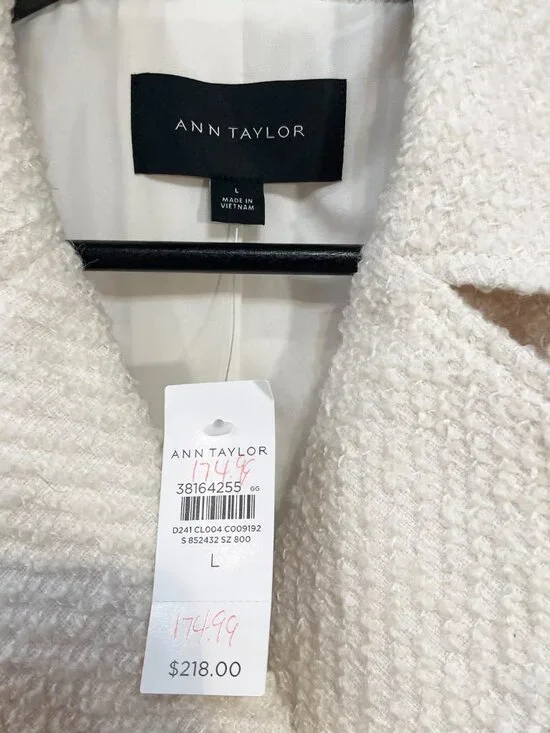 ANN TAYLOR
L
MADE IN
VIETNAM
ANN TAYLOR
174.99
38164255 GG
D241 CL004 C009192
S 852432 SZ 800
L
174.99
$218.00